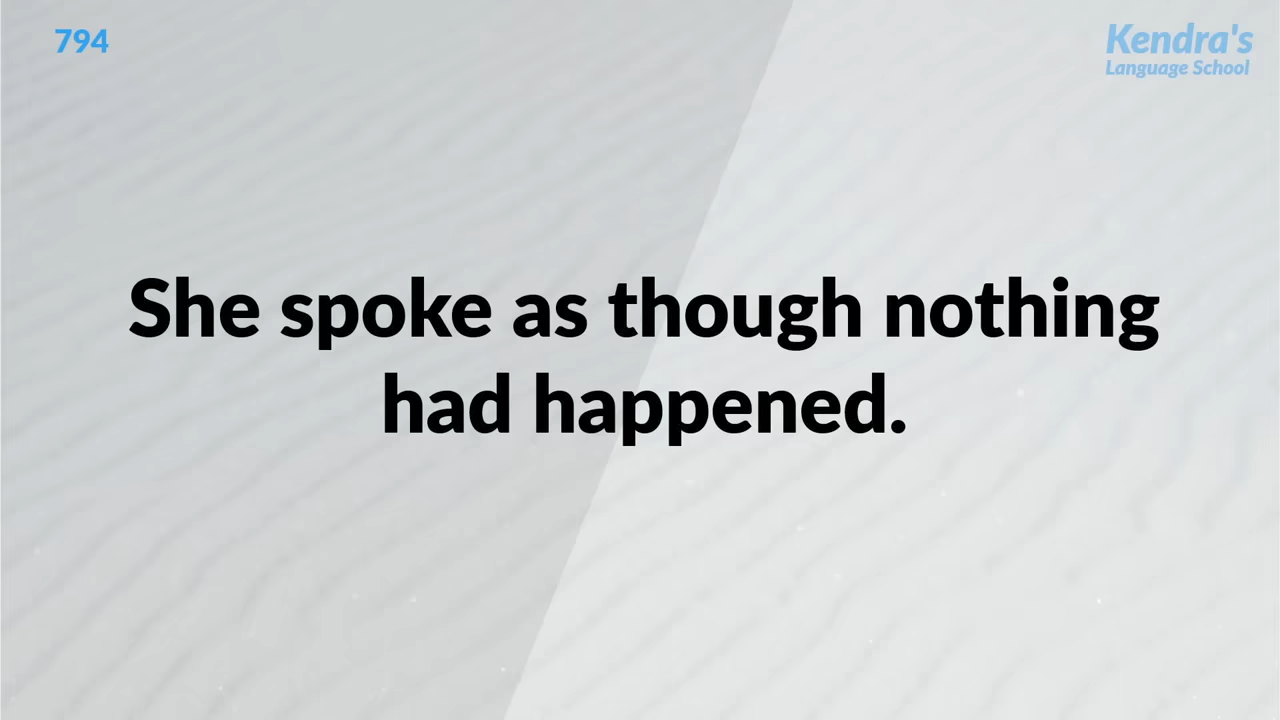 794
Kendra's
Language School
She spoke as though nothing
had happened.